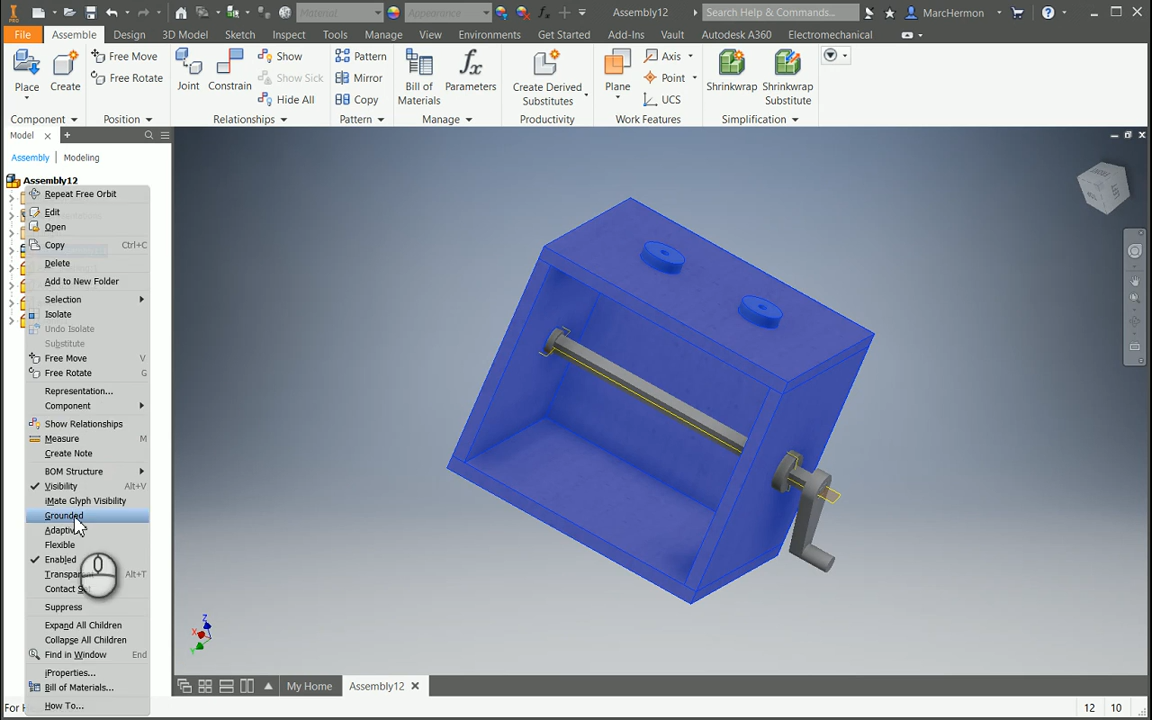 PRO
Material
Appearance
Assembly12
Search Help & Commands...
MarcHermon
File
Assemble
Design
3D Model
Sketch
Inspect
Tools
Manage
View
Environments
Get Started
Add-Ins
Vault
Autodesk A360
Electromechanical
Place
Create
Free Move
Free Rotate
Joint
Constrain
Show
Show Sick
Hide All
Pattern
Mirror
Copy
Bill of Materials
Parameters
Create Derived Substitutes
Plane
Axis
Point
UCS
Shrinkwrap
Shrinkwrap Substitute
Component
Position
Relationships
Pattern
Manage
Productivity
Work Features
Simplification
Model
Assembly
Modeling
Assembly12
Repeat Free Orbit
Edit
Open
Copy Ctrl+C
Delete
Add to New Folder
Selection
Isolate
Undo Isolate
Substitute
Free Move V
Free Rotate G
Representation...
Component
Show Relationships
Measure M
Create Note
BOM Structure
Visibility Alt+V
iMate Glyph Visibility
Grounded
Adaptiv
Flexible
Enabled
Transparen Alt+T
Contact Se
Suppress
Expand All Children
Collapse All Children
Find in Window End
iProperties...
Bill of Materials...
How To...
Z
X
Y
My Home
Assembly12
For H
12 10